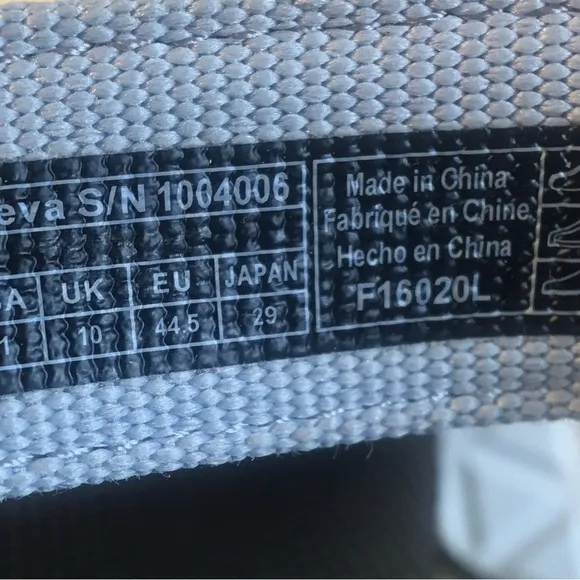 eva S/N 1004006
A UK EU JAPAN
1 10 44.5 29
Made in China
Fabriqué en Chine
Hecho en China
F16020L